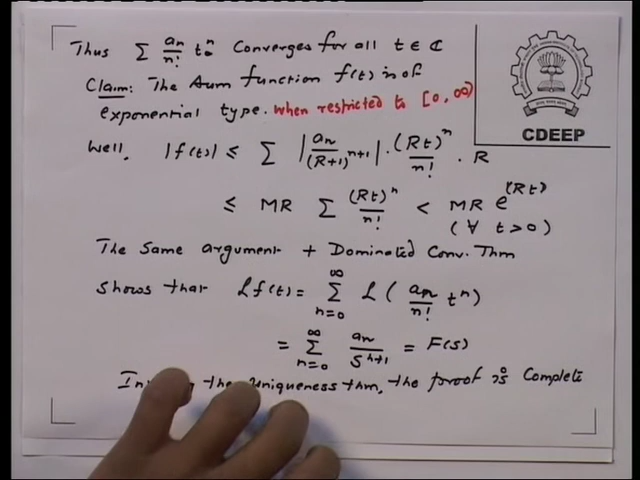 Thus Σ aₙ/n! tⁿ Converges for all t ∈ ℂ
Claim: The Sum function f(t) is of
exponential type. when restricted to [0, ∞)
Well, |f(t)| ≤ Σ |aₙ/(R+1)ⁿ⁺¹| · (Rt)ⁿ/n! · R
≤ MR Σ (Rt)ⁿ/n! < MR e^(Rt)
(∀ t > 0)
The Same argument + Dominated Conv. Thm
Shows that ℒf(t) = Σ_{n=0}^∞ ℒ( aₙ/n! tⁿ )
= Σ_{n=0}^∞ aₙ/Sⁿ⁺¹ = F(s)
the Uniqueness thm, the proof is Complete
CDEEP